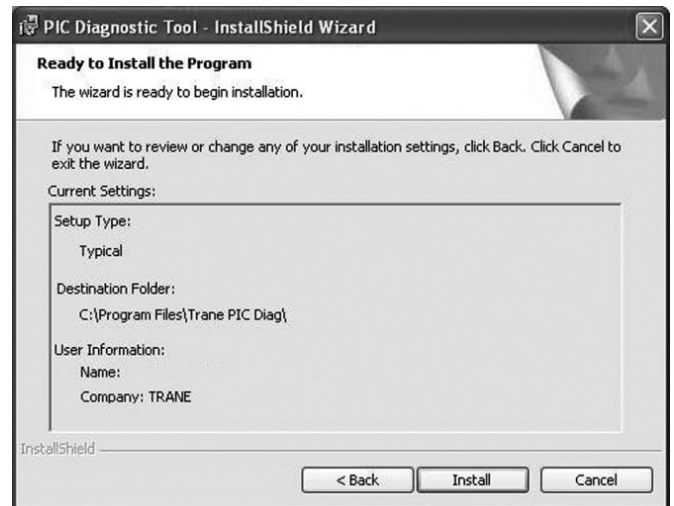 PIC Diagnostic Tool - InstallShield Wizard
Ready to Install the Program
The wizard is ready to begin installation.
If you want to review or change any of your installation settings, click Back. Click Cancel to
exit the wizard.
Current Settings:
Setup Type:
Typical
Destination Folder:
C:\Program Files\Trane PIC Diag\
User Information:
Name:
Company: TRANE
InstallShield
< Back Install Cancel